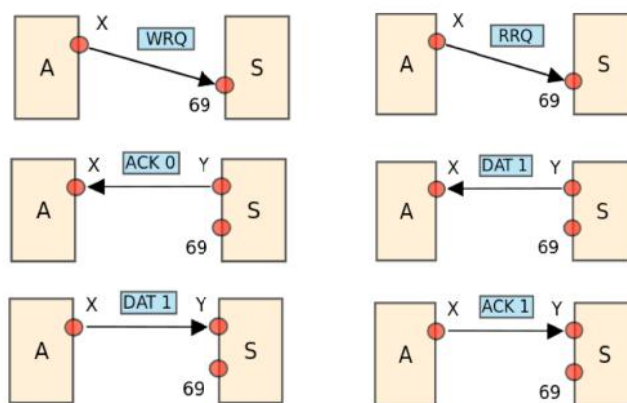 X WRQ
A S
69
X RRQ
A S
69
X ACK 0 Y
A S
69
X DAT 1 Y
A S
69
X DAT 1 Y
A S
69
X ACK 1 Y
A S
69